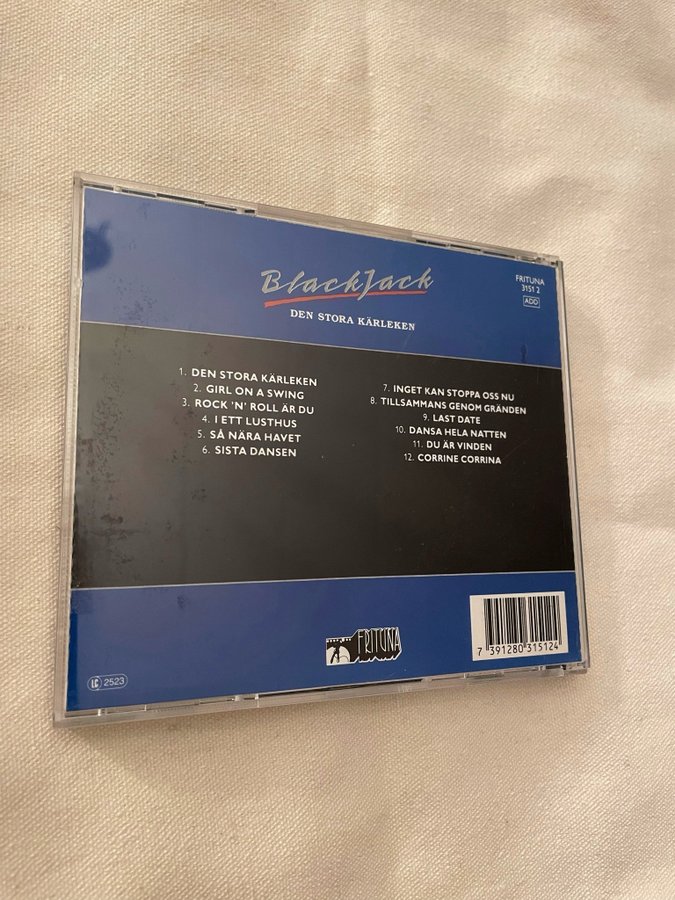 BlackJack
DEN STORA KÄRLEKEN
FRITUNA
3151 2
ADD
1. DEN STORA KÄRLEKEN
2. GIRL ON A SWING
3. ROCK 'N' ROLL ÄR DU
4. I ETT LUSTHUS
5. SÅ NÄRA HAVET
6. SISTA DANSEN
7. INGET KAN STOPPA OSS NU
8. TILLSAMMANS GENOM GRÄNDEN
9. LAST DATE
10. DANSA HELA NATTEN
11. DU ÄR VINDEN
12. CORRINE CORRINA
FRITUNA
7 391280 315124
LC 2523